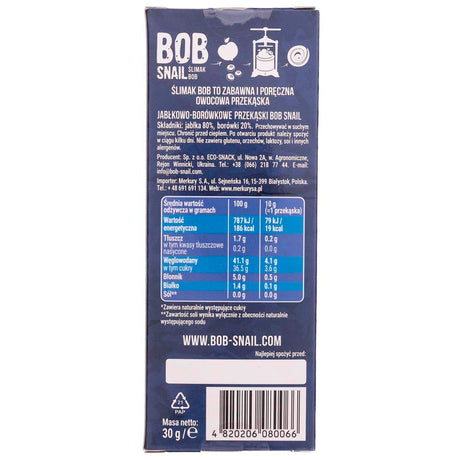 BOB
SNAIL ŚLIMAK
BOB
ŚLIMAK BOB TO ZABAWNA I PORĘCZNA
OWOCOWA PRZEKĄSKA
JABŁKOWO-BORÓWKOWE PRZEKĄSKI BOB SNAIL
Składniki: jabłka 80%, borówki 20%. Przechowywać w suchym
miejscu. Chronić przed ciepłem. Po otwarciu produkt należy spożyć
w ciągu kilku dni. Nie zawiera glutenu, orzechów, laktozy, soi i innych
alergenów.
Producent: Sp. z o.o. ECO-SNACK, ul. Nowa 2A, w. Agronomiczne,
Rejon Winnicki, Ukraina. Tel.: +38 (066) 218 77 44. e-mail:
info@bob-snail.com.
Importer: Merkury S.A., ul. Sejneńska 16, 15-399 Białystok, Polska.
Tel.: + 48 691 691 134. www.merkurysa.pl
Średnia wartość
odżywcza w gramach 100 g 10 g
(=1 przekąska)
Wartość
energetyczna 787 kJ /
186 kcal 79 kJ /
19 kcal
Tłuszcz 1.7 g 0.2 g
w tym kwasy tłuszczowe
nasycone 0.2 g 0.0 g
Węglowodany 41.1 g 4.1 g
w tym cukry 36.5 g 3.6 g
Błonnik 5.0 g 0.5 g
Białko 1.4 g 0.1 g
Sól** 0.0 g 0.0 g
*Zawiera naturalnie występujące cukry
**Zawartość soli wynika wyłącznie z obecności naturalnie
występującego sodu
WWW.BOB-SNAIL.COM
Najlepiej spożyć przed:
21
PAP
Masa netto:
30 g / ℮
4 820206 080066